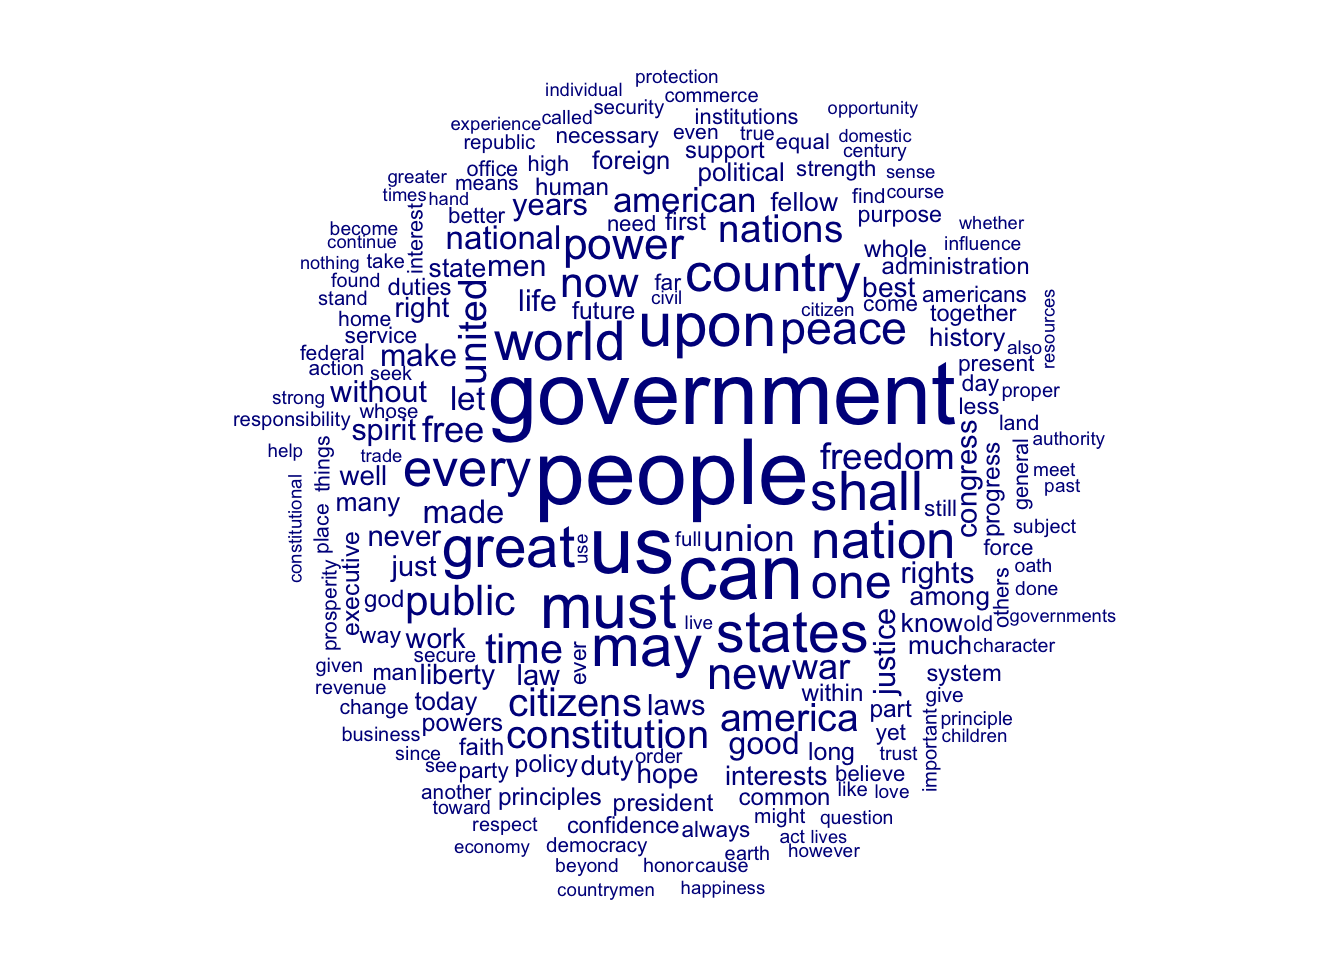 protection
individual
commerce
security
opportunity
called
institutions
experience
necessary
even
true
equal
domestic
republic
support
century
office
high
foreign
political
strength
sense
greater
means
human
times
hand
years
american
fellow
find
course
better
need
first
purpose
become
interest
national
power
nations
whether
continue
whole
influence
nothing
take
state
men
now
far
country
administration
found
duties
civil
best
americans
stand
right
united
life
future
citizen
come
together
resources
home
world
upon
peace
history
service
also
federal
make
present
action
seek
without
let
government
day
proper
strong
less
responsibility
whose
spirit
free
land
help
trade
congress
authority
things
well
every
people
freedom
progress
general
meet
past
constitutional
many
shall
still
place
made
subject
never
great
use
us
full
union
nation
force
just
can
one
rights
oath
prosperity
executive
god
public
must
among
others
done
governments
way
work
live
states
know
old
secure
time
ever
may
justice
much
character
given
man
liberty
law
new
war
system
revenue
within
give
change
today
citizens
laws
america
part
important
principle
business
powers
constitution
yet
children
since
faith
good
long
trust
see
party
policy
duty
order
hope
interests
believe
another
like
love
toward
principles
president
common
respect
confidence
always
might
question
economy
democracy
act
lives
earth
however
beyond
honor
cause
countrymen
happiness